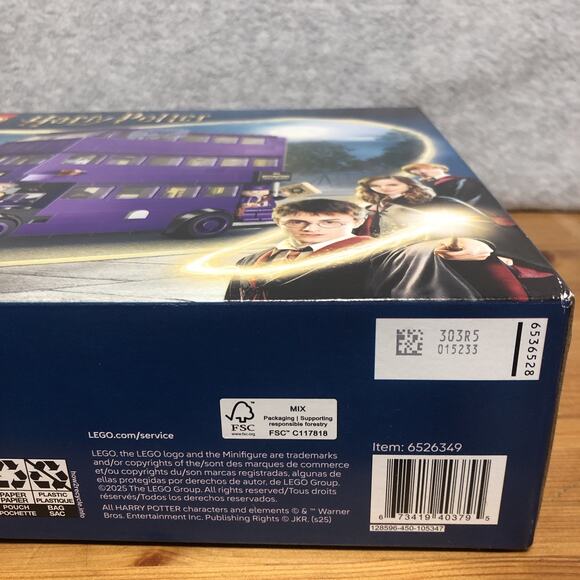 Harry Potter
303R5
015233
6536528
MIX
Packaging | Supporting
responsible forestry
FSC
www.fsc.org
FSC™ C117818
LEGO.com/service
Item: 6526349
LEGO, the LEGO logo and the Minifigure are trademarks
and/or copyrights of the/sont des marques de commerce
et/ou copyrights du/son marcas registradas, algunas de
ellas protegidas por derechos de autor, de LEGO Group.
©2025 The LEGO Group. All rights reserved/Tous droits
réservés/Todos los derechos reservados.
All HARRY POTTER characters and elements © & ™ Warner
Bros. Entertainment Inc. Publishing Rights © JKR. (s25)
PAPER
PAPIER
POUCH
POCHETTE
PLASTIC
PLASTIQUE
BAG
SAC
how2recycle.info
6 73419 40379 5
128596-450-105347